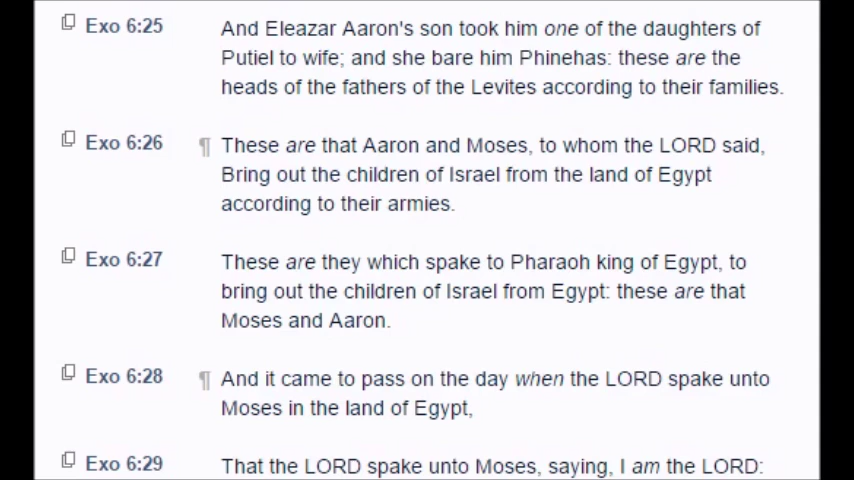 Exo 6:25 And Eleazar Aaron's son took him one of the daughters of
Putiel to wife; and she bare him Phinehas: these are the
heads of the fathers of the Levites according to their families.
Exo 6:26 ¶ These are that Aaron and Moses, to whom the LORD said,
Bring out the children of Israel from the land of Egypt
according to their armies.
Exo 6:27 These are they which spake to Pharaoh king of Egypt, to
bring out the children of Israel from Egypt: these are that
Moses and Aaron.
Exo 6:28 ¶ And it came to pass on the day when the LORD spake unto
Moses in the land of Egypt,
Exo 6:29 That the LORD spake unto Moses, saying, I am the LORD: